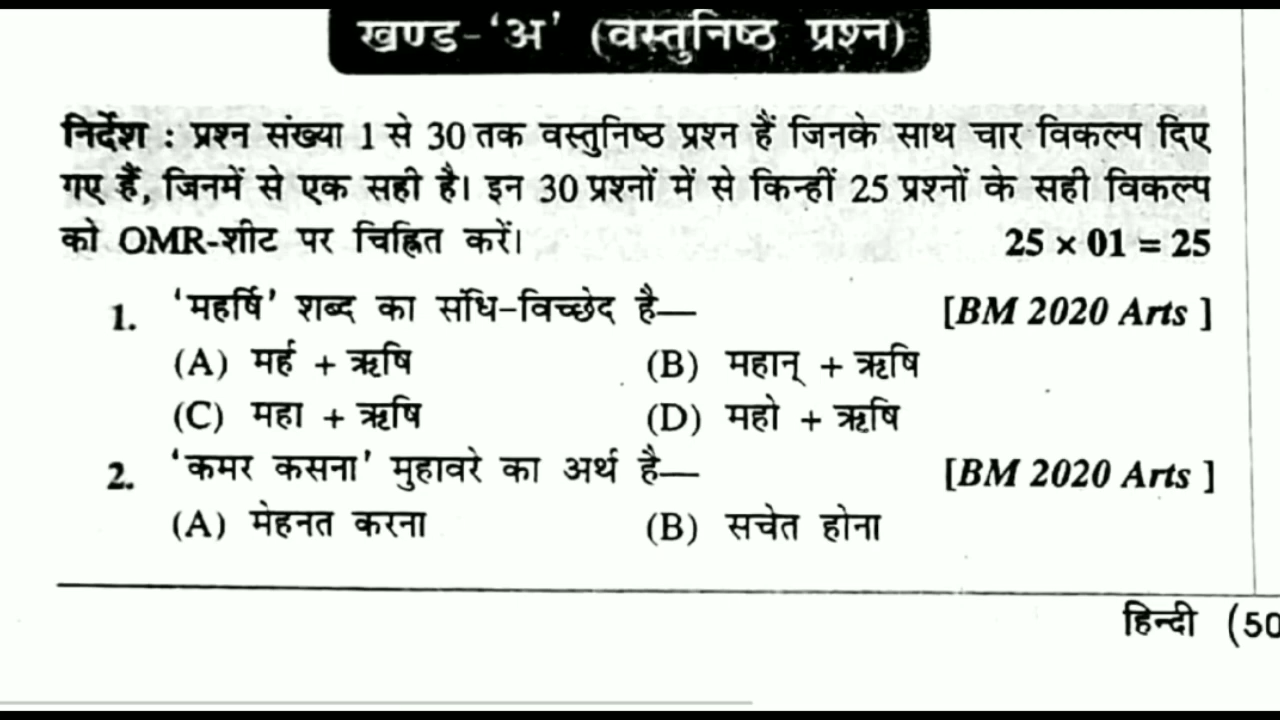 खण्ड-‘अ’ (वस्तुनिष्ठ प्रश्न)
निर्देश : प्रश्न संख्या 1 से 30 तक वस्तुनिष्ठ प्रश्न हैं जिनके साथ चार विकल्प दिए
गए हैं, जिनमें से एक सही है। इन 30 प्रश्नों में से किन्हीं 25 प्रश्नों के सही विकल्प
को OMR-शीट पर चिह्नित करें। 25 × 01 = 25
1. ‘महर्षि’ शब्द का संधि-विच्छेद है— [BM 2020 Arts ]
(A) मर्ह + ऋषि (B) महान् + ऋषि
(C) महा + ऋषि (D) महो + ऋषि
2. ‘कमर कसना’ मुहावरे का अर्थ है— [BM 2020 Arts ]
(A) मेहनत करना (B) सचेत होना
हिन्दी (50